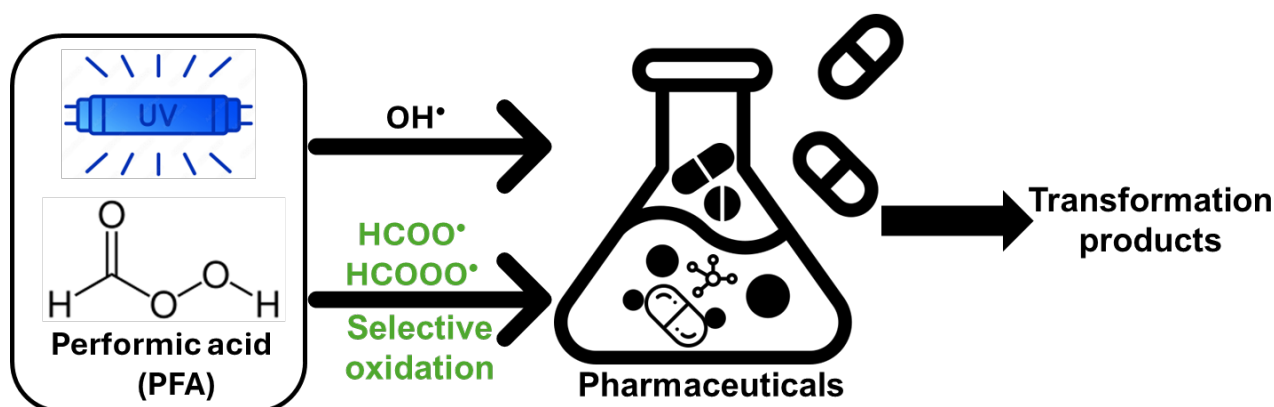 UV
O
H
O
O
H
Performic acid
(PFA)
OH•
HCOO•
HCOOO•
Selective
oxidation
Pharmaceuticals
Transformation
products